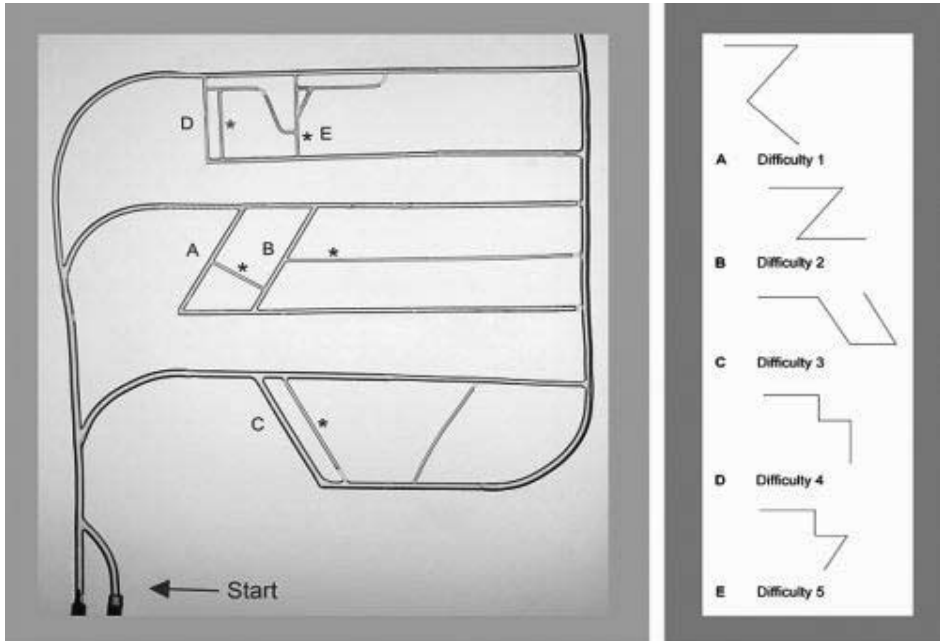 D
*
* E
A
B
*
*
C
*
Start
A Difficulty 1
B Difficulty 2
C Difficulty 3
D Difficulty 4
E Difficulty 5